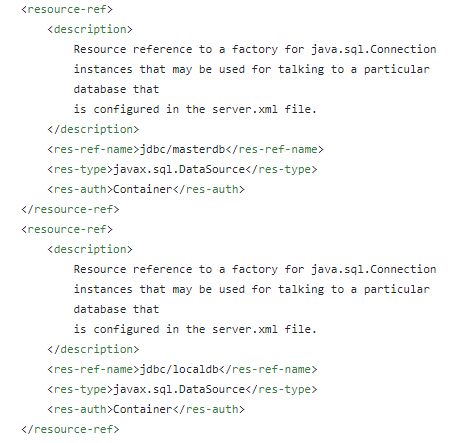 <resource-ref>
<description>
Resource reference to a factory for java.sql.Connection
instances that may be used for talking to a particular
database that
is configured in the server.xml file.
</description>
<res-ref-name>jdbc/masterdb</res-ref-name>
<res-type>javax.sql.DataSource</res-type>
<res-auth>Container</res-auth>
</resource-ref>
<resource-ref>
<description>
Resource reference to a factory for java.sql.Connection
instances that may be used for talking to a particular
database that
is configured in the server.xml file.
</description>
<res-ref-name>jdbc/localdb</res-ref-name>
<res-type>javax.sql.DataSource</res-type>
<res-auth>Container</res-auth>
</resource-ref>